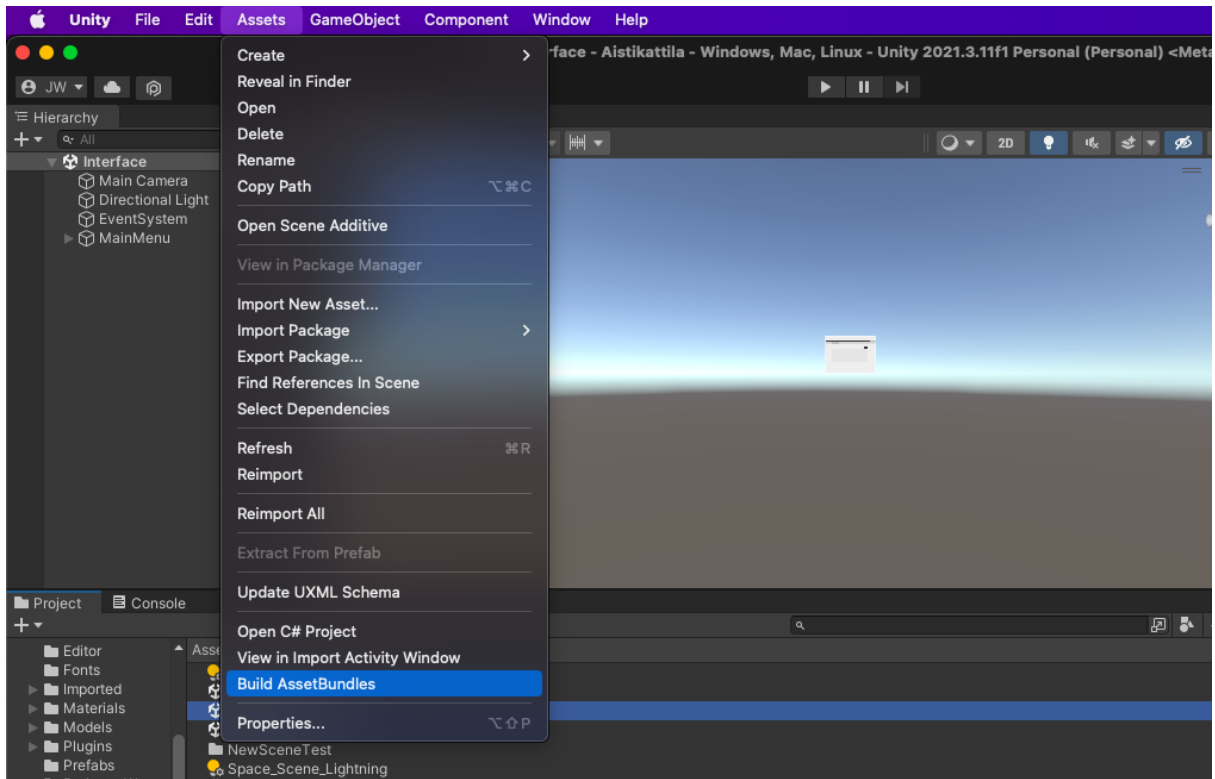 Unity File Edit Assets GameObject Component Window Help
rface - Aistikattila - Windows, Mac, Linux - Unity 2021.3.11f1 Personal (Personal) <Meta
JW
Hierarchy
All
Interface
Main Camera
Directional Light
EventSystem
MainMenu
Create
Reveal in Finder
Open
Delete
Rename
Copy Path ⌥⌘C
Open Scene Additive
View in Package Manager
Import New Asset...
Import Package
Export Package...
Find References In Scene
Select Dependencies
Refresh ⌘R
Reimport
Reimport All
Extract From Prefab
Update UXML Schema
Open C# Project
View in Import Activity Window
Build AssetBundles
Properties... ⌥⇧P
2D
Project Console
Editor
Fonts
Imported
Materials
Models
Plugins
Prefabs
Asse
NewSceneTest
Space_Scene_Lightning